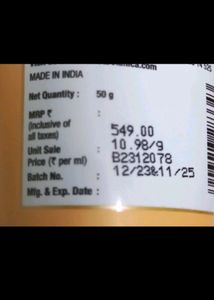 MADE IN INDIA
Net Quantity : 50 g
MRP ₹ :
(inclusive of
all taxes) 549.00
Unit Sale : 10.98/g
Price (₹ per ml) B2312078
Batch No. : 12/23&11/25
Mfg. & Exp. Date :